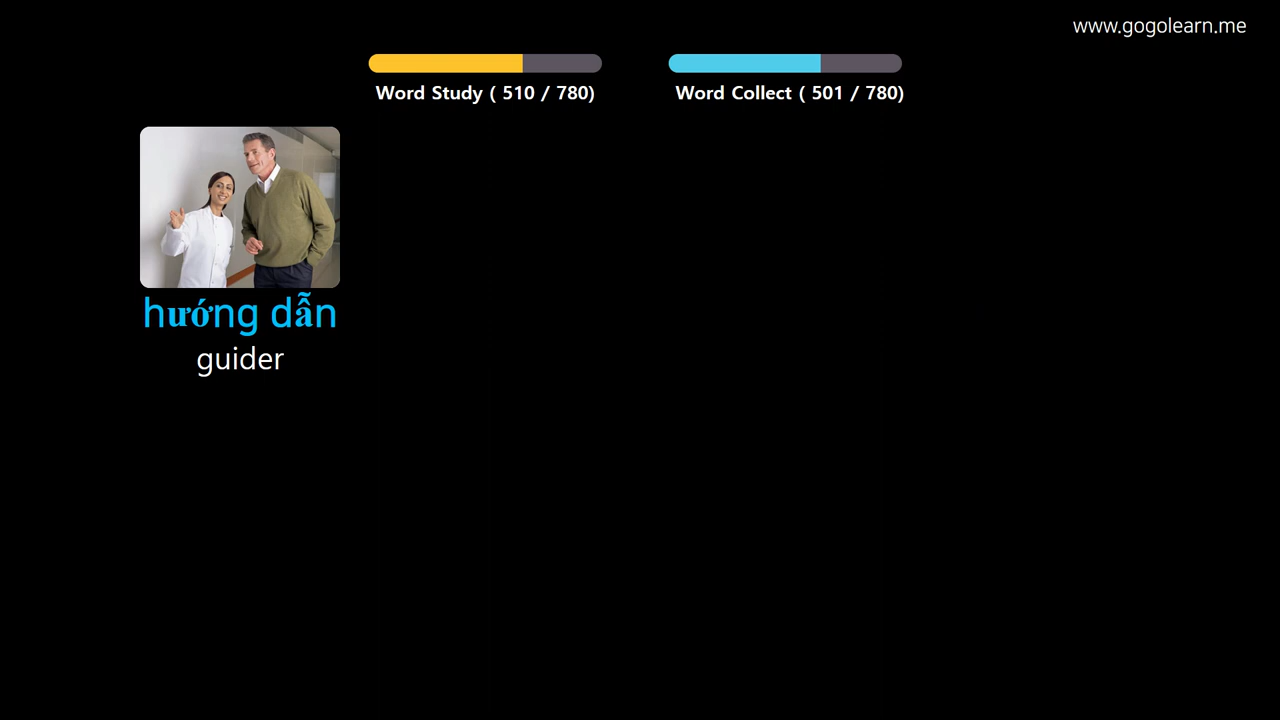 www.gogolearn.me
Word Study ( 510 / 780)
Word Collect ( 501 / 780)
hướng dẫn
guider